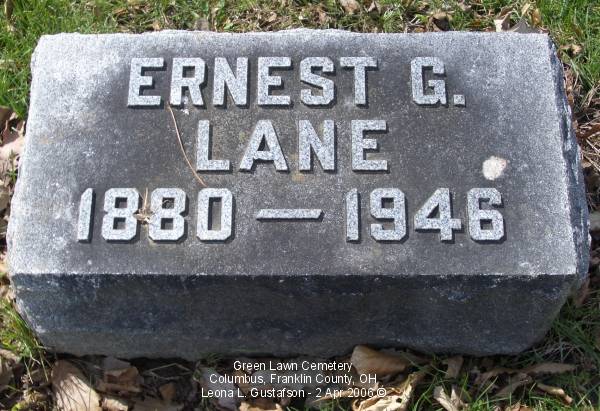 ERNEST G.
LANE
1880 — 1946
Green Lawn Cemetery
Columbus, Franklin County, OH
Leona L. Gustafson - 2 Apr 2006 ©